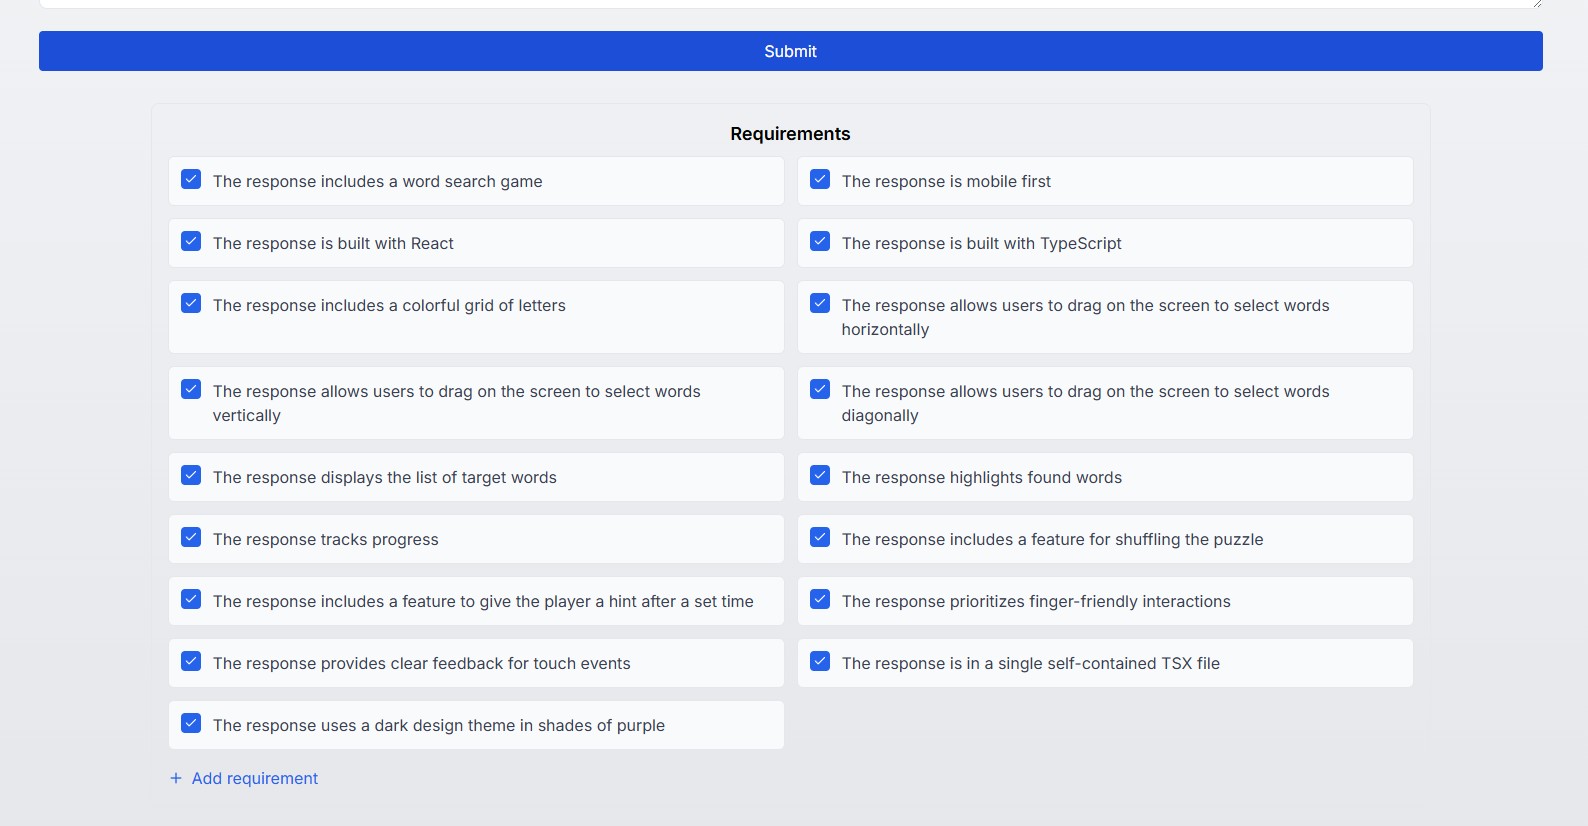 Submit
Requirements
The response includes a word search game
The response is mobile first
The response is built with React
The response is built with TypeScript
The response includes a colorful grid of letters
The response allows users to drag on the screen to select words
horizontally
The response allows users to drag on the screen to select words
vertically
The response allows users to drag on the screen to select words
diagonally
The response displays the list of target words
The response highlights found words
The response tracks progress
The response includes a feature for shuffling the puzzle
The response includes a feature to give the player a hint after a set time
The response prioritizes finger-friendly interactions
The response provides clear feedback for touch events
The response is in a single self-contained TSX file
The response uses a dark design theme in shades of purple
+ Add requirement